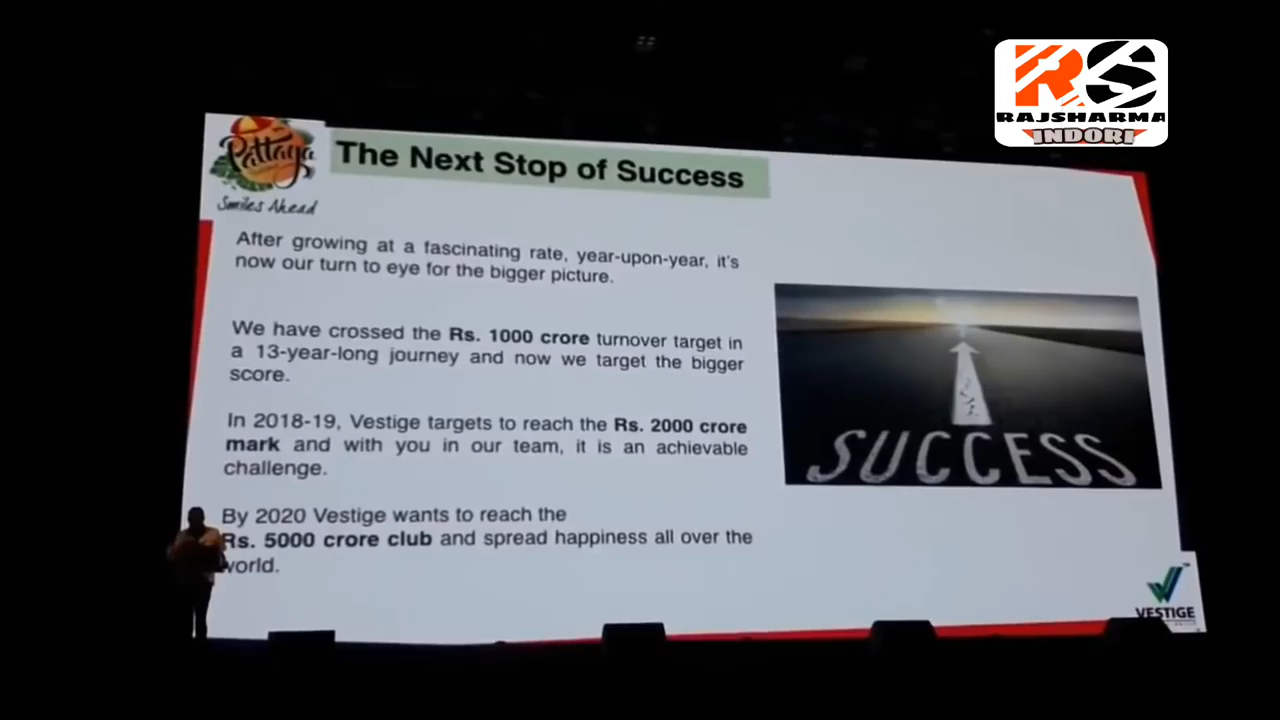 RS
RAJSHARMA
INDORI
Pattaya
Smiles Ahead
The Next Stop of Success
After growing at a fascinating rate, year-upon-year, it's
now our turn to eye for the bigger picture.
We have crossed the Rs. 1000 crore turnover target in
a 13-year-long journey and now we target the bigger
score.
In 2018-19, Vestige targets to reach the Rs. 2000 crore
mark and with you in our team, it is an achievable
challenge.
By 2020 Vestige wants to reach the
Rs. 5000 crore club and spread happiness all over the
world.
SUCCESS
VESTIGE